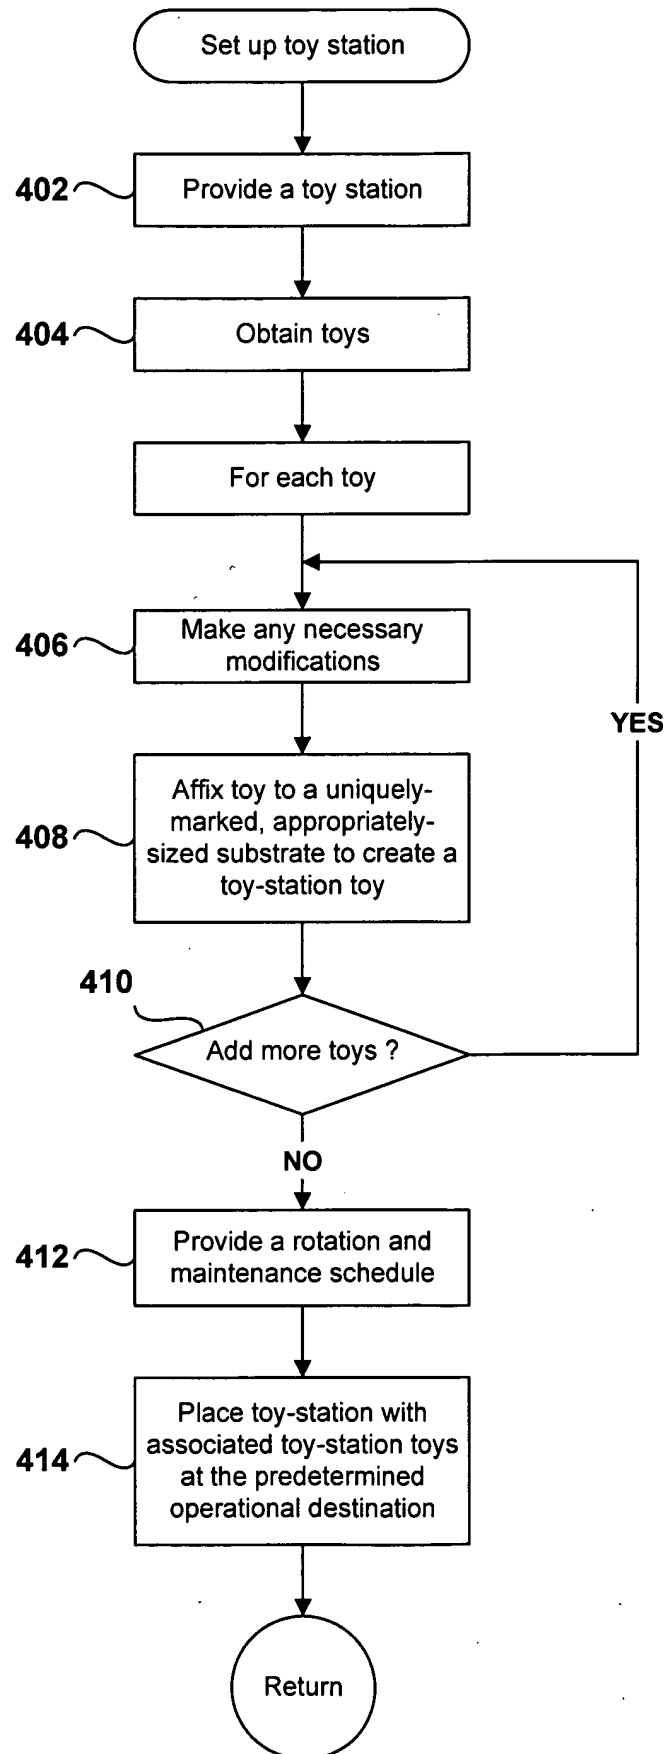 Set up toy station
402
Provide a toy station
404
Obtain toys
For each toy
406
Make any necessary
modifications
YES
408
Affix toy to a uniquely-
marked, appropriately-
sized substrate to create a
toy-station toy
410
Add more toys ?
NO
412
Provide a rotation and
maintenance schedule
414
Place toy-station with
associated toy-station toys
at the predetermined
operational destination
Return